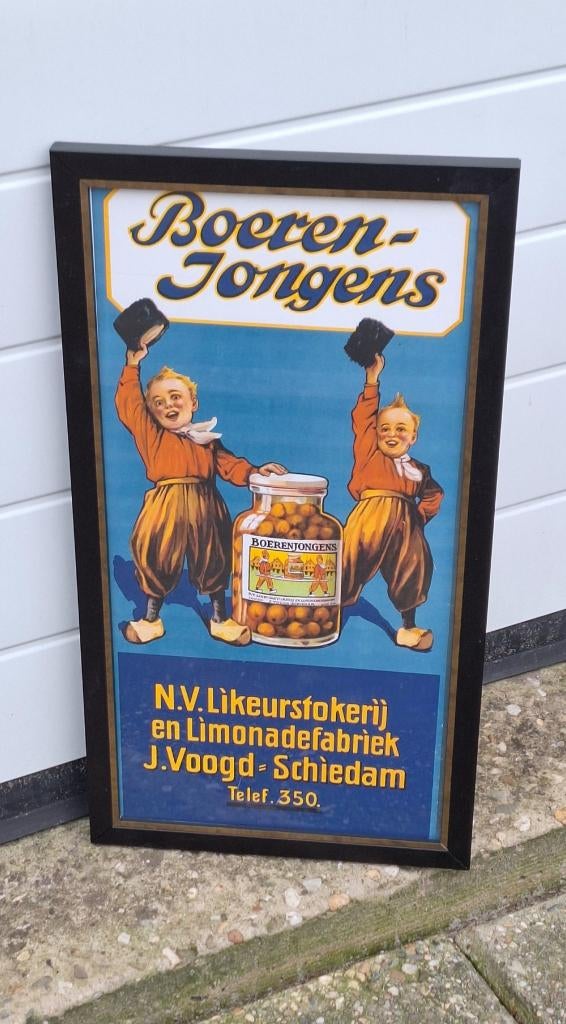 Boeren-
Jongens
BOERENJONGENS
N.V. Likeurstokerij
en Limonadefabriek
J. Voogd - Schiedam
Telef. 350.